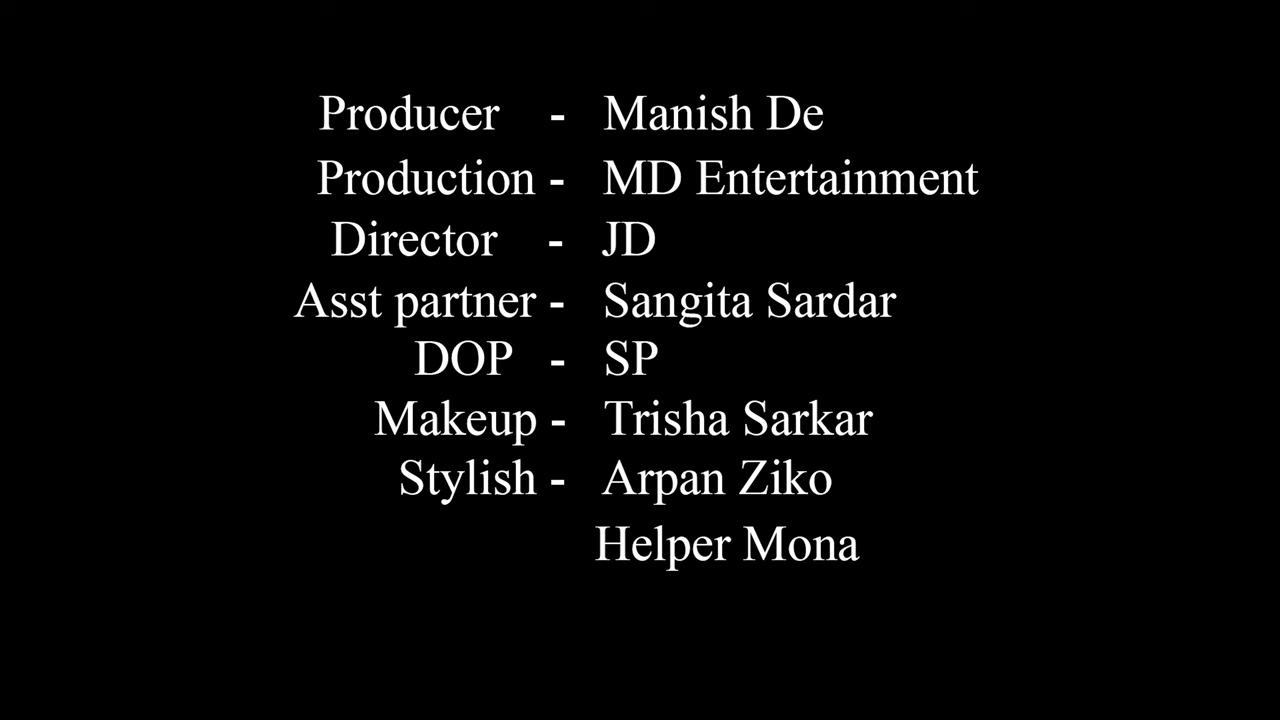 Producer - Manish De
Production - MD Entertainment
Director - JD
Asst partner - Sangita Sardar
DOP - SP
Makeup - Trisha Sarkar
Stylish - Arpan Ziko
Helper Mona